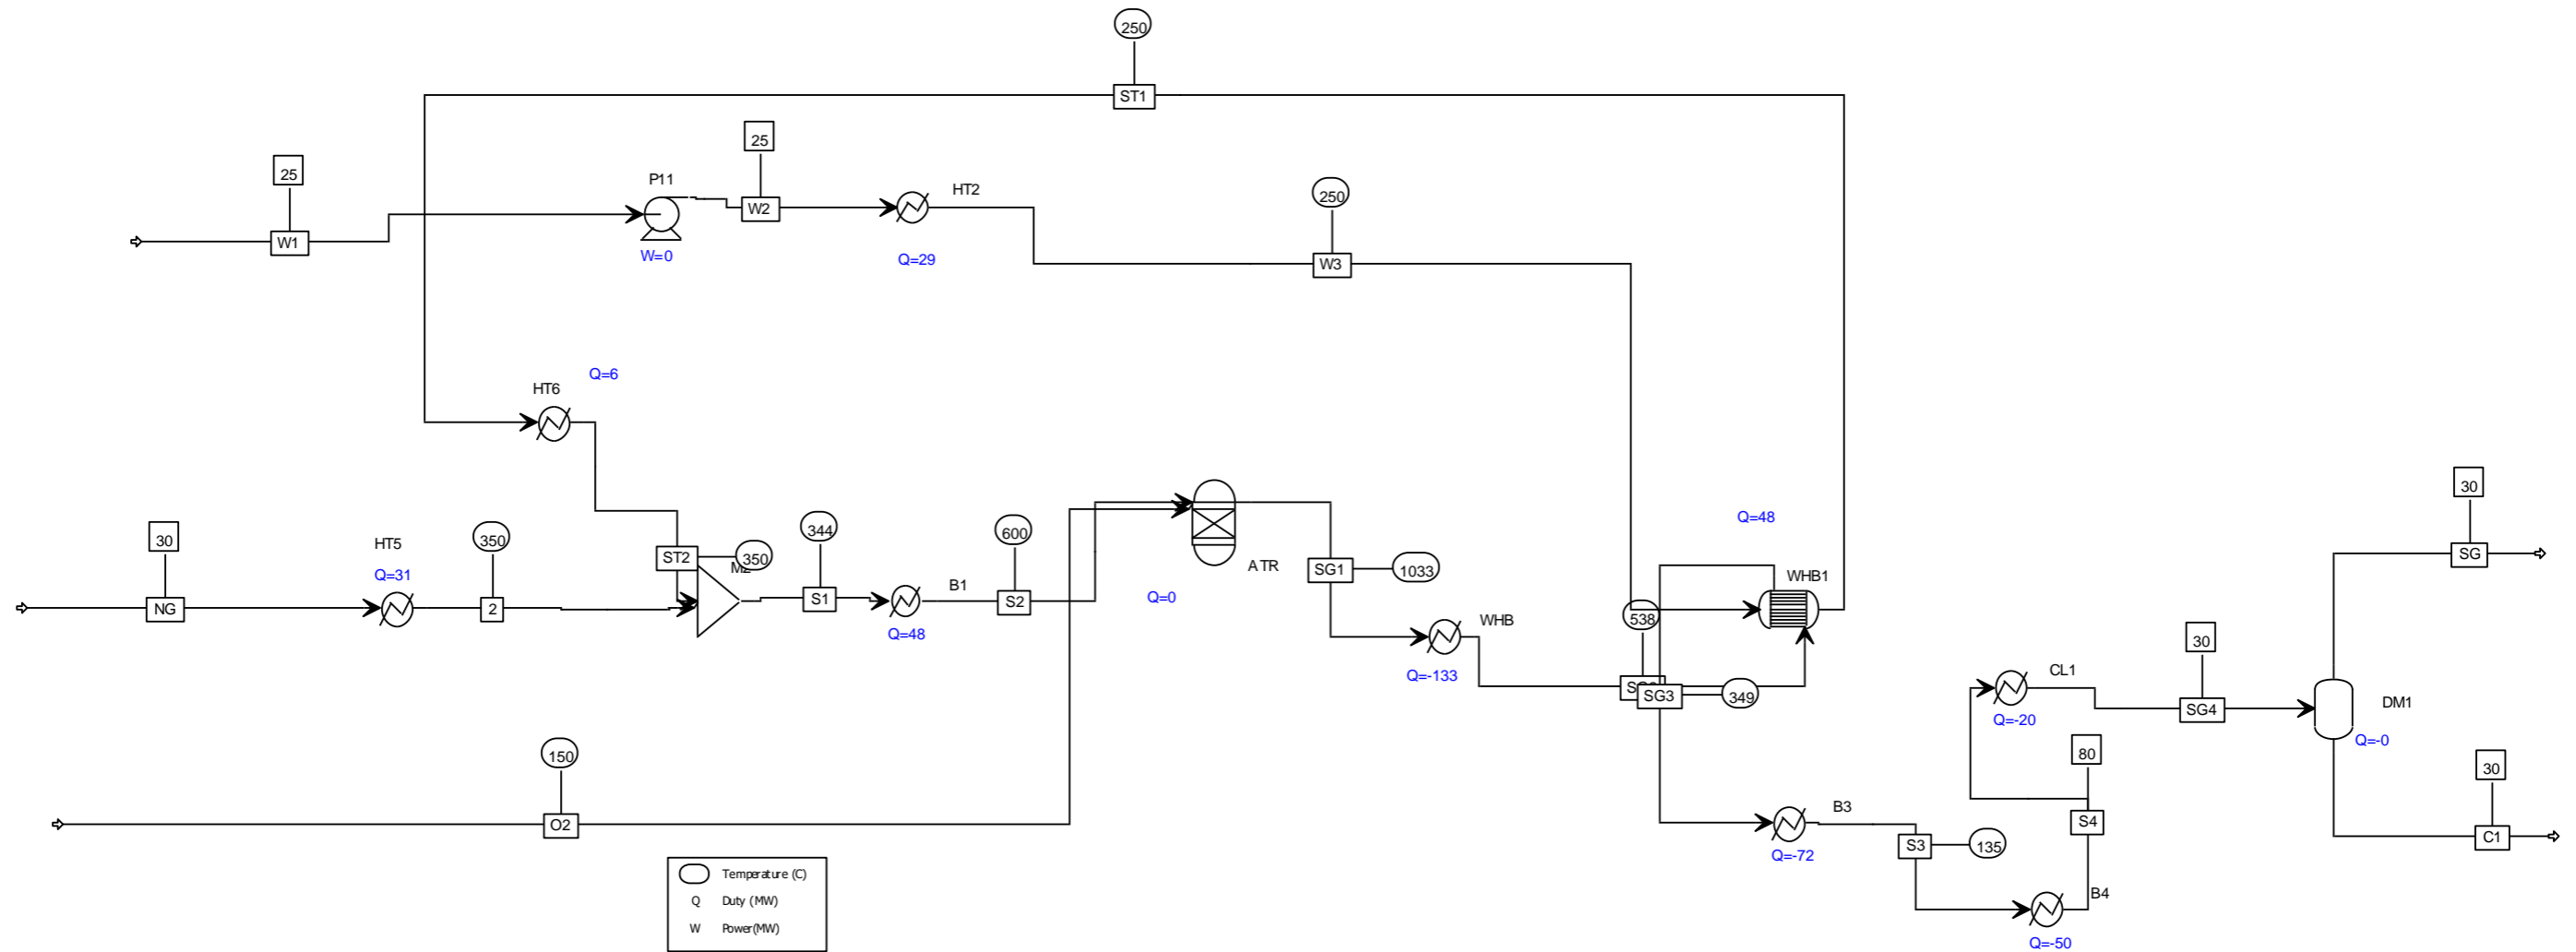 250
ST1
25
25
P11
W2
HT2
250
W1
W=0
Q=29
W3
Q=6
HT6
30
HT5
Q=31
350
ST2
350
344
600
ATR
Q=0
SG1
1033
Q=48
WHB1
NG
2
S1
B1
S2
Q=48
WHB
Q=-133
538
SG3
349
30
SG
30
CL1
Q=-20
SG4
DM1
Q=-0
150
O2
80
30
B3
Q=-72
S3
135
S4
C1
B4
Q=-50
Temperature (C)
Q Duty (MW)
W Power(MW)